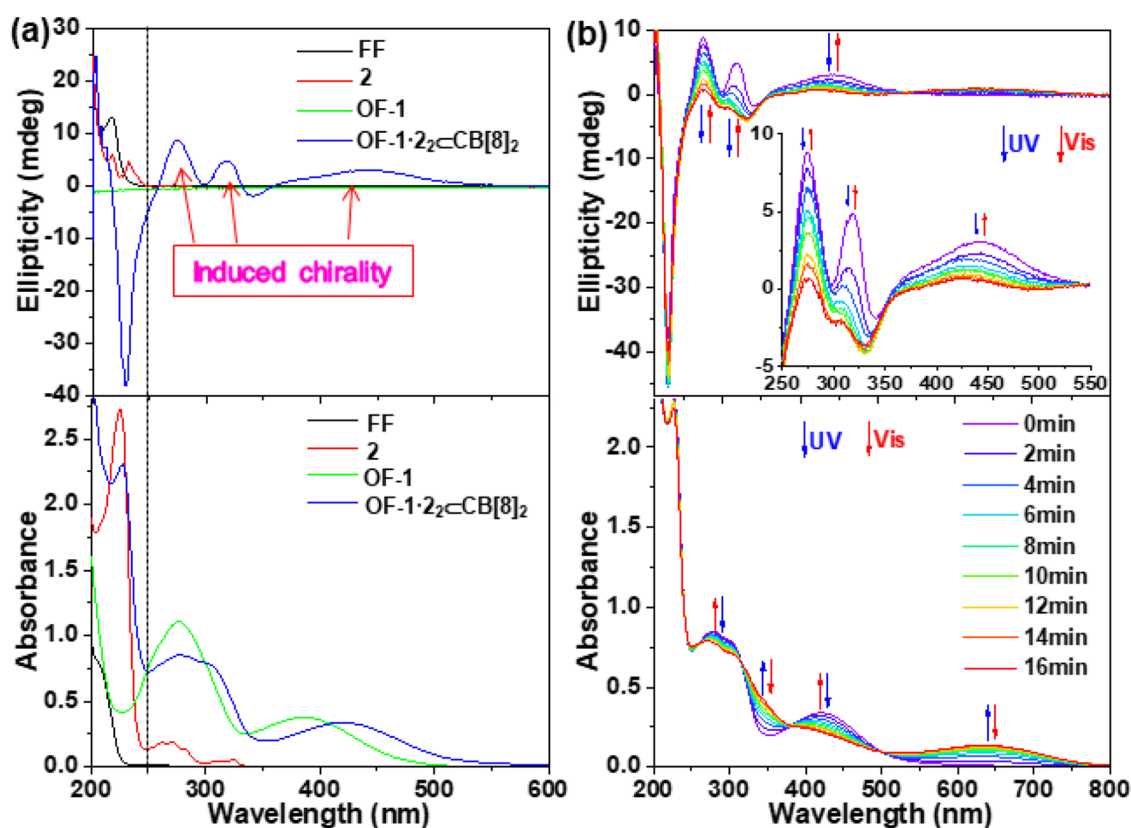 (a)
30
20
10
0
-10
-20
-30
-40
Ellipticity (mdeg)
FF
2
OF-1
OF-1·2₂⊂CB[8]₂
Induced chirality
2.5
2.0
1.5
1.0
0.5
0.0
Absorbance
FF
2
OF-1
OF-1·2₂⊂CB[8]₂
200 300 400 500 600
Wavelength (nm)
(b)
10
0
-10
-20
-30
-40
Ellipticity (mdeg)
10
5
0
-5
UV Vis
250 300 350 400 450 500 550
2.0
1.5
1.0
0.5
0.0
Absorbance
UV Vis
0min
2min
4min
6min
8min
10min
12min
14min
16min
200 300 400 500 600 700 800
Wavelength (nm)